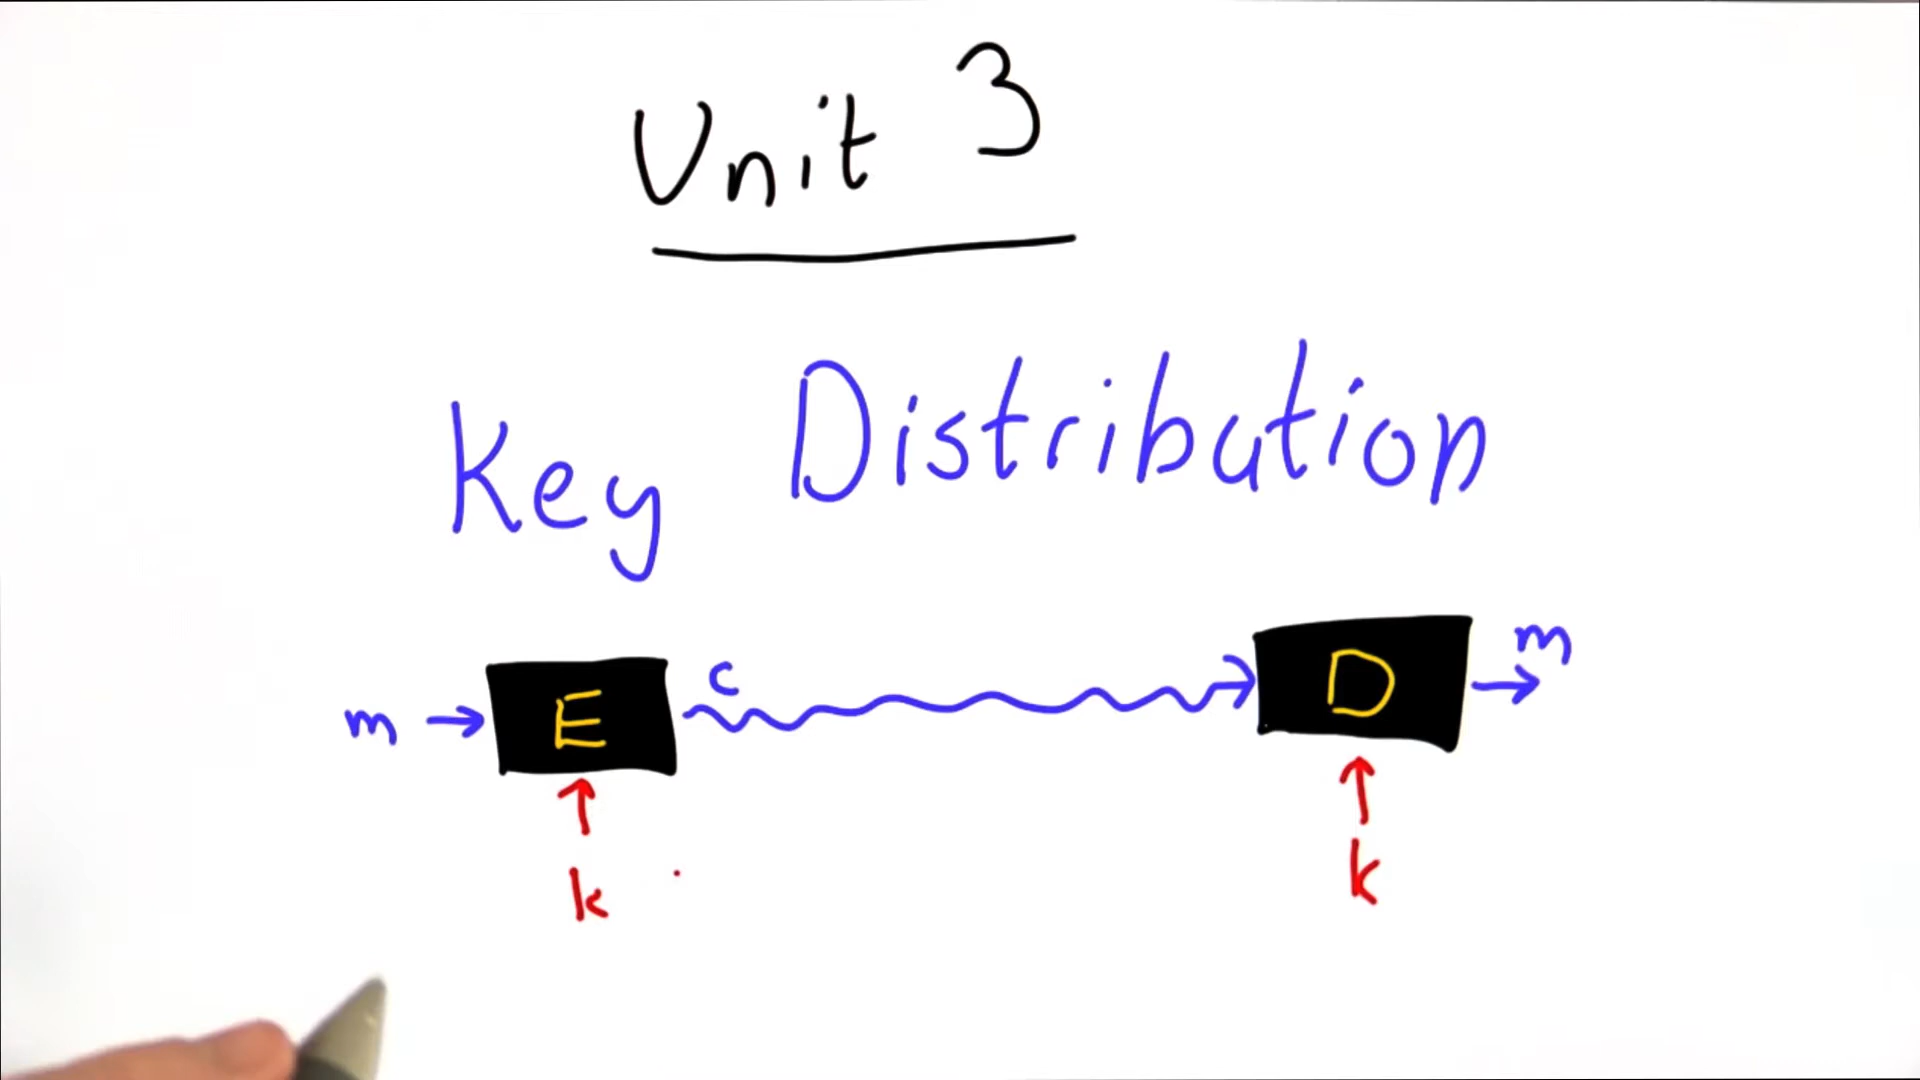 Unit 3
Key Distribution
m → E c → D → m
k k